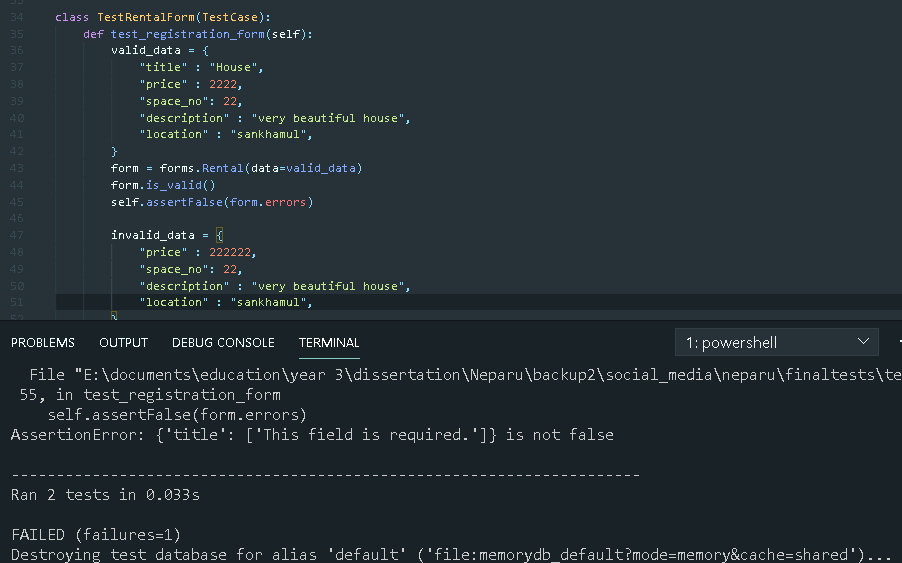 34 class TestRentalForm(TestCase):
35 def test_registration_form(self):
36 valid_data = {
37 "title" : "House",
38 "price" : 2222,
39 "space_no": 22,
40 "description" : "very beautiful house",
41 "location" : "sankhamul",
42 }
43 form = forms.Rental(data=valid_data)
44 form.is_valid()
45 self.assertFalse(form.errors)
46
47 invalid_data = {
48 "price" : 222222,
49 "space_no": 22,
50 "description" : "very beautiful house",
51 "location" : "sankhamul",
52 }
PROBLEMS OUTPUT DEBUG CONSOLE TERMINAL 1: powershell
File "E:\documents\education\year 3\dissertation\Neparu\backup2\social_media\neparu\finaltests\te
55, in test_registration_form
self.assertFalse(form.errors)
AssertionError: {'title': ['This field is required.']} is not false
----------------------------------------------------------------------
Ran 2 tests in 0.033s
FAILED (failures=1)
Destroying test database for alias 'default' ('file:memorydb_default?mode=memory&cache=shared')...